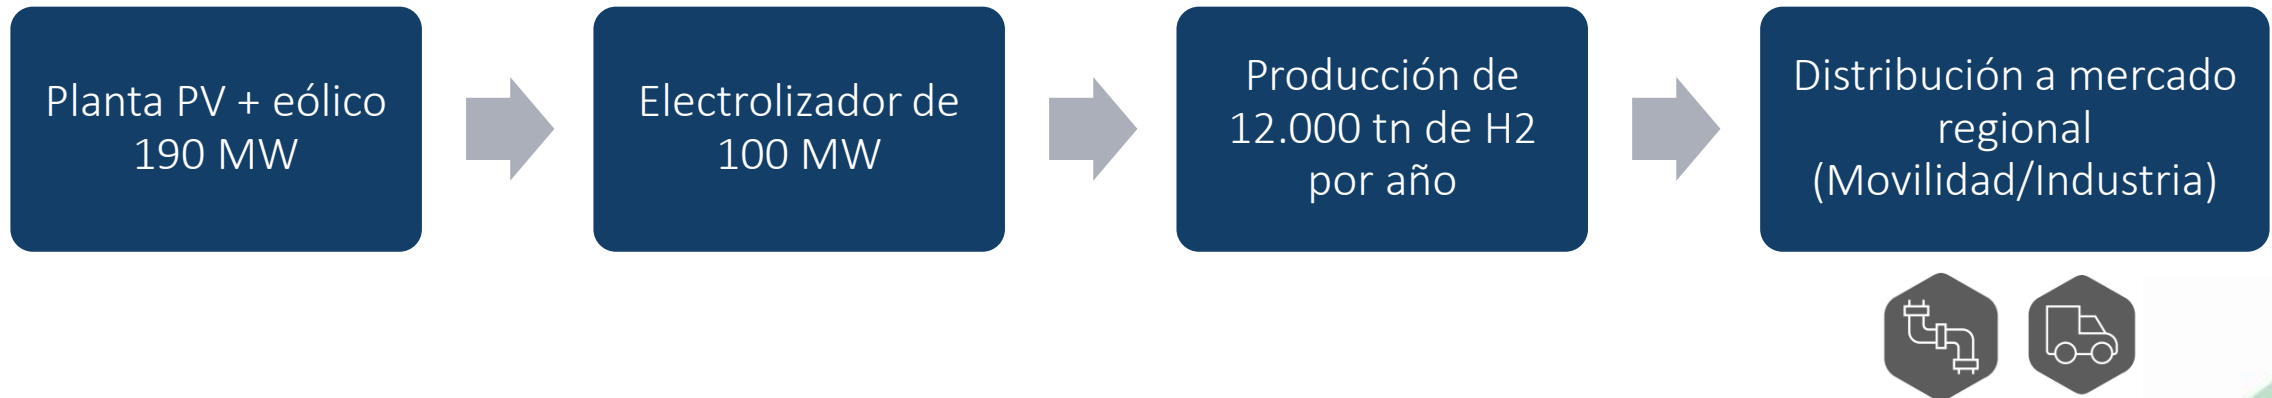 Planta PV + eólico
190 MW
Electrolizador de
100 MW
Producción de
12.000 tn de H2
por año
Distribución a mercado
regional
(Movilidad/Industria)